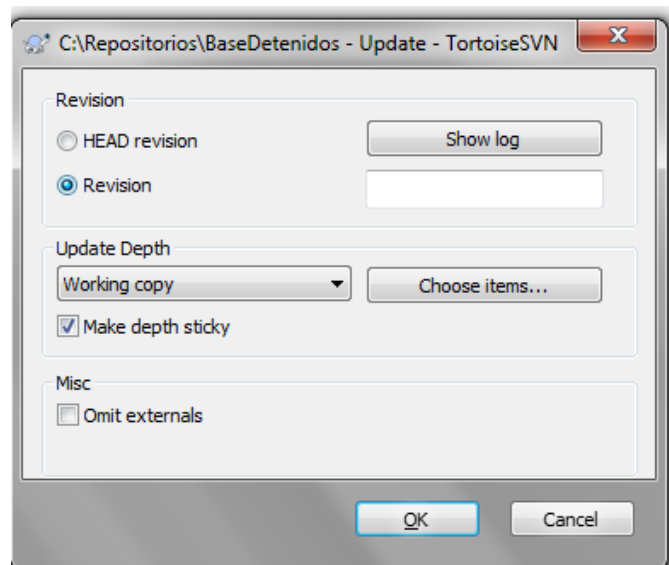 C:\Repositorios\BaseDetenidos - Update - TortoiseSVN
Revision
HEAD revision
Show log
Revision
Update Depth
Working copy
Choose items...
Make depth sticky
Misc
Omit externals
OK
Cancel